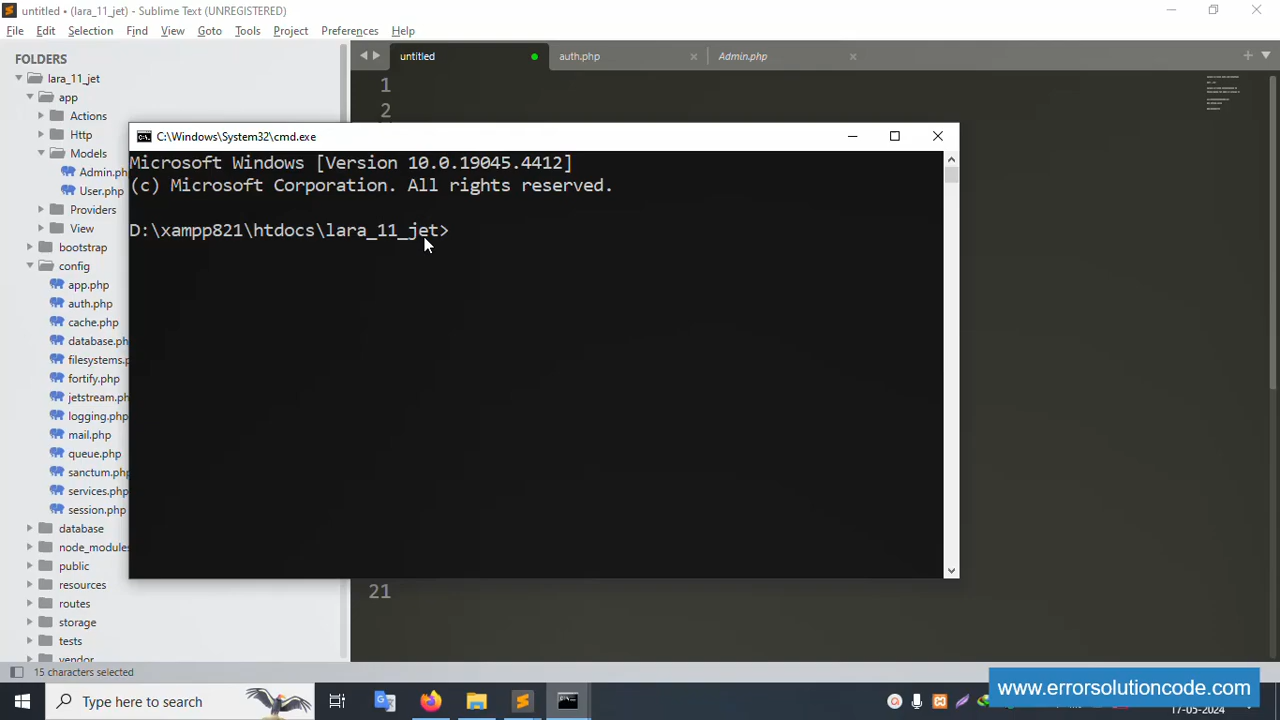 untitled • (lara_11_jet) - Sublime Text (UNREGISTERED)
File Edit Selection Find View Goto Tools Project Preferences Help
FOLDERS
lara_11_jet
app
Actions
Http
Models
Admin.ph
User.php
Providers
View
bootstrap
config
app.php
auth.php
cache.php
database.ph
filesystems.p
fortify.php
jetstream.ph
logging.php
mail.php
queue.php
sanctum.php
services.php
session.php
database
node_modules
public
resources
routes
storage
tests
vendor
untitled auth.php Admin.php
1
2
21
C:\Windows\System32\cmd.exe
Microsoft Windows [Version 10.0.19045.4412]
(c) Microsoft Corporation. All rights reserved.
D:\xampp821\htdocs\lara_11_jet>
15 characters selected
Type here to search
www.errorsolutioncode.com
17-05-2024